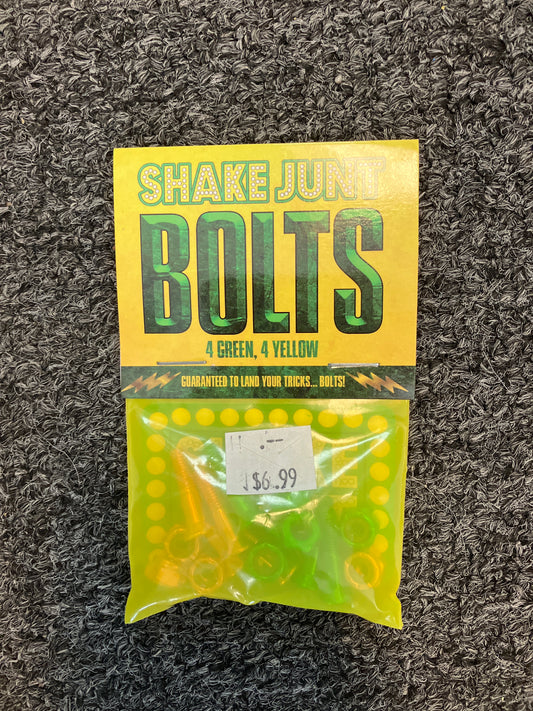 SHAKE JUNT
BOLTS
4 GREEN, 4 YELLOW
GUARANTEED TO LAND YOUR TRICKS... BOLTS!
$6.99